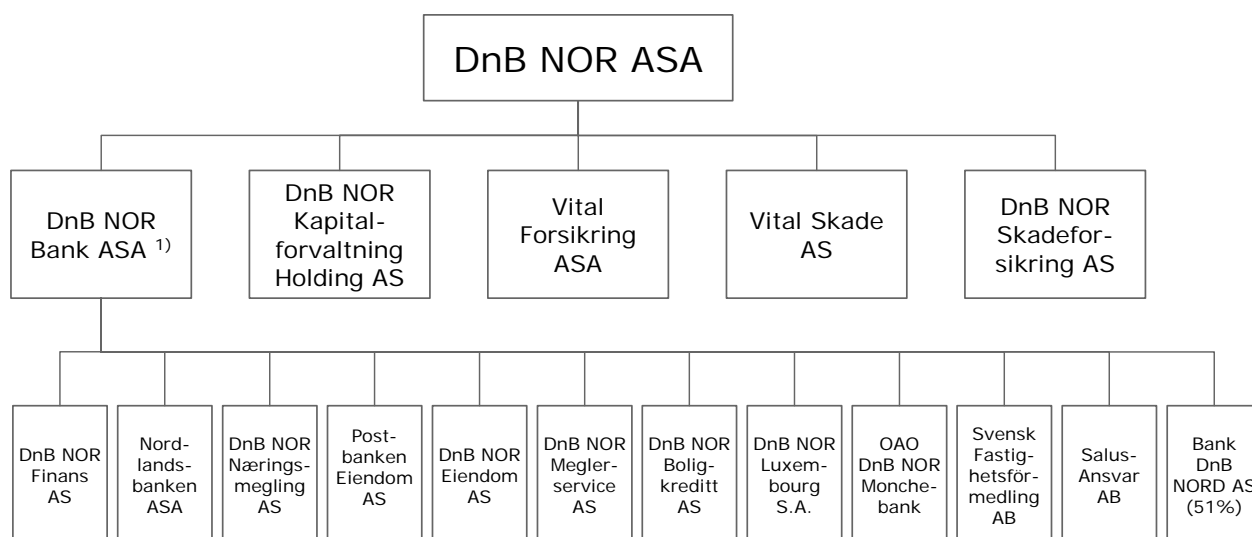 DnB NOR ASA
DnB NOR
Bank ASA 1)
DnB NOR
Kapital-
forvaltning
Holding AS
Vital
Forsikring
ASA
Vital Skade
AS
DnB NOR
Skadefor-
sikring AS
DnB NOR
Finans
AS
Nord-
lands-
banken
ASA
DnB NOR
Nærings-
megling
AS
Post-
banken
Eiendom
AS
DnB NOR
Eiendom
AS
DnB NOR
Megler-
service
AS
DnB NOR
Bolig-
kreditt
AS
DnB NOR
Luxem-
bourg
S.A.
OAO
DnB NOR
Monche-
bank
Svensk
Fastig-
hetsför-
medling
AB
Salus-
Ansvar
AB
Bank
DnB
NORD AS
(51%)